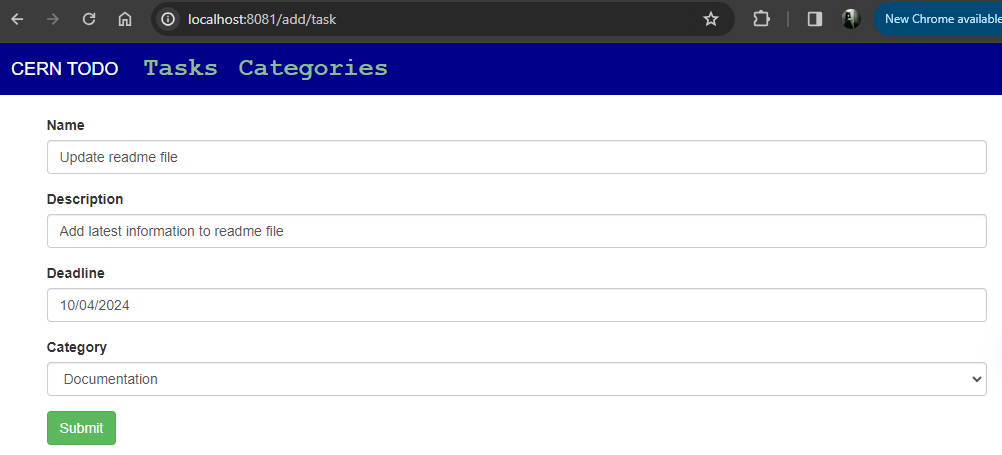 localhost:8081/add/task
New Chrome available
CERN TODO Tasks Categories
Name
Update readme file
Description
Add latest information to readme file
Deadline
10/04/2024
Category
Documentation
Submit